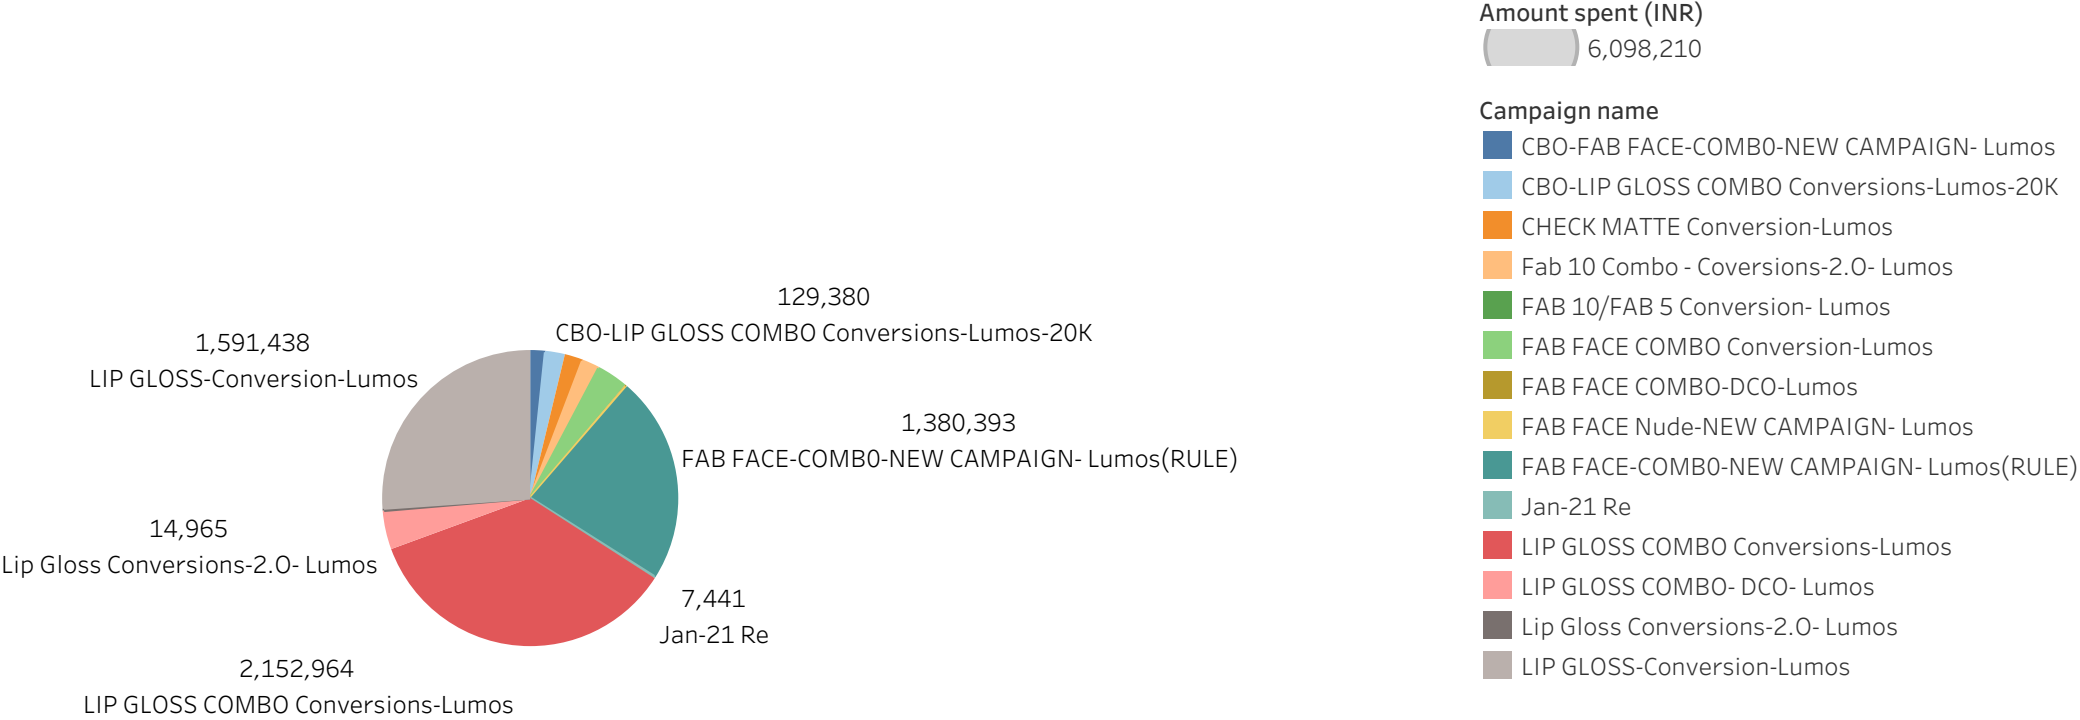 Amount spent (INR)
6,098,210
Campaign name
CBO-FAB FACE-COMB0-NEW CAMPAIGN- Lumos
CBO-LIP GLOSS COMBO Conversions-Lumos-20K
CHECK MATTE Conversion-Lumos
Fab 10 Combo - Coversions-2.O- Lumos
FAB 10/FAB 5 Conversion- Lumos
FAB FACE COMBO Conversion-Lumos
FAB FACE COMBO-DCO-Lumos
FAB FACE Nude-NEW CAMPAIGN- Lumos
FAB FACE-COMB0-NEW CAMPAIGN- Lumos(RULE)
Jan-21 Re
LIP GLOSS COMBO Conversions-Lumos
LIP GLOSS COMBO- DCO- Lumos
Lip Gloss Conversions-2.O- Lumos
LIP GLOSS-Conversion-Lumos
129,380
CBO-LIP GLOSS COMBO Conversions-Lumos-20K
1,591,438
LIP GLOSS-Conversion-Lumos
1,380,393
FAB FACE-COMB0-NEW CAMPAIGN- Lumos(RULE)
14,965
Lip Gloss Conversions-2.O- Lumos
7,441
Jan-21 Re
2,152,964
LIP GLOSS COMBO Conversions-Lumos